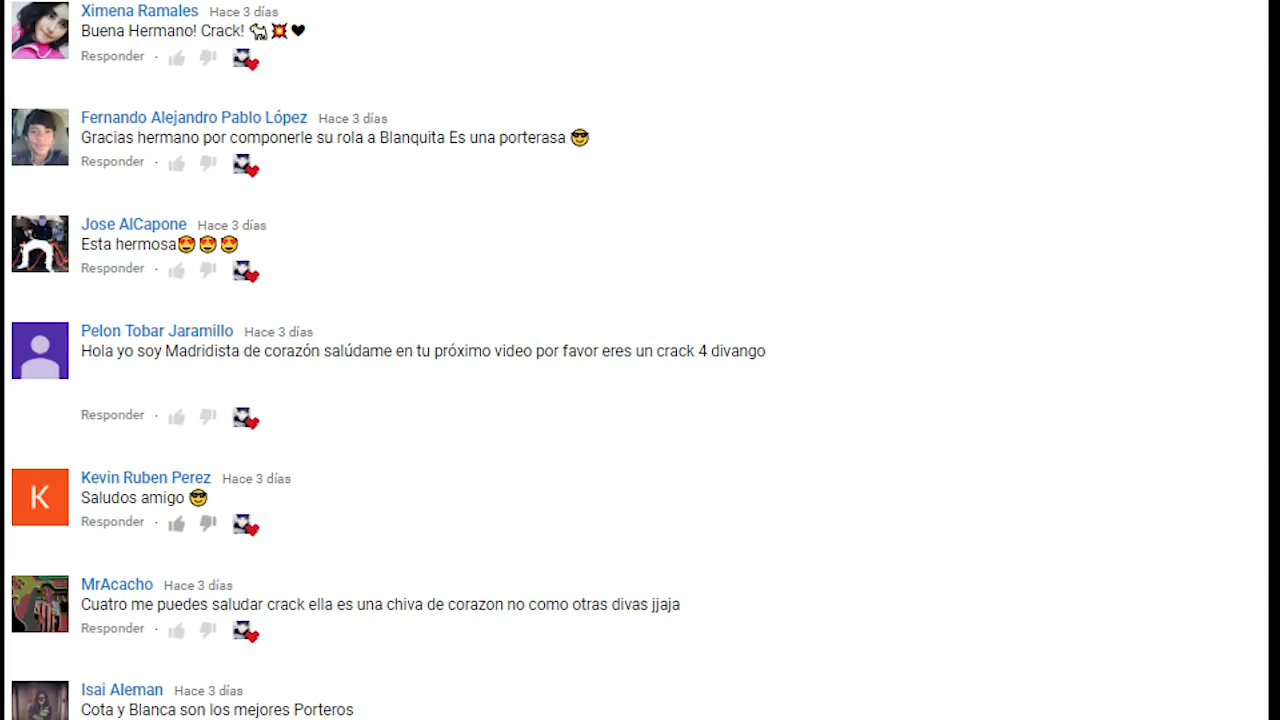 Ximena Ramales Hace 3 días
Buena Hermano! Crack! 🐐💥🖤
Responder ·
Fernando Alejandro Pablo López Hace 3 días
Gracias hermano por componerle su rola a Blanquita Es una porterasa 😎
Responder ·
Jose AlCapone Hace 3 días
Esta hermosa😍😍😍
Responder ·
Pelon Tobar Jaramillo Hace 3 días
Hola yo soy Madridista de corazón salúdame en tu próximo video por favor eres un crack 4 divango
Responder ·
K
Kevin Ruben Perez Hace 3 días
Saludos amigo 😎
Responder ·
MrAcacho Hace 3 días
Cuatro me puedes saludar crack ella es una chiva de corazon no como otras divas jjaja
Responder ·
Isai Aleman Hace 3 días
Cota y Blanca son los mejores Porteros